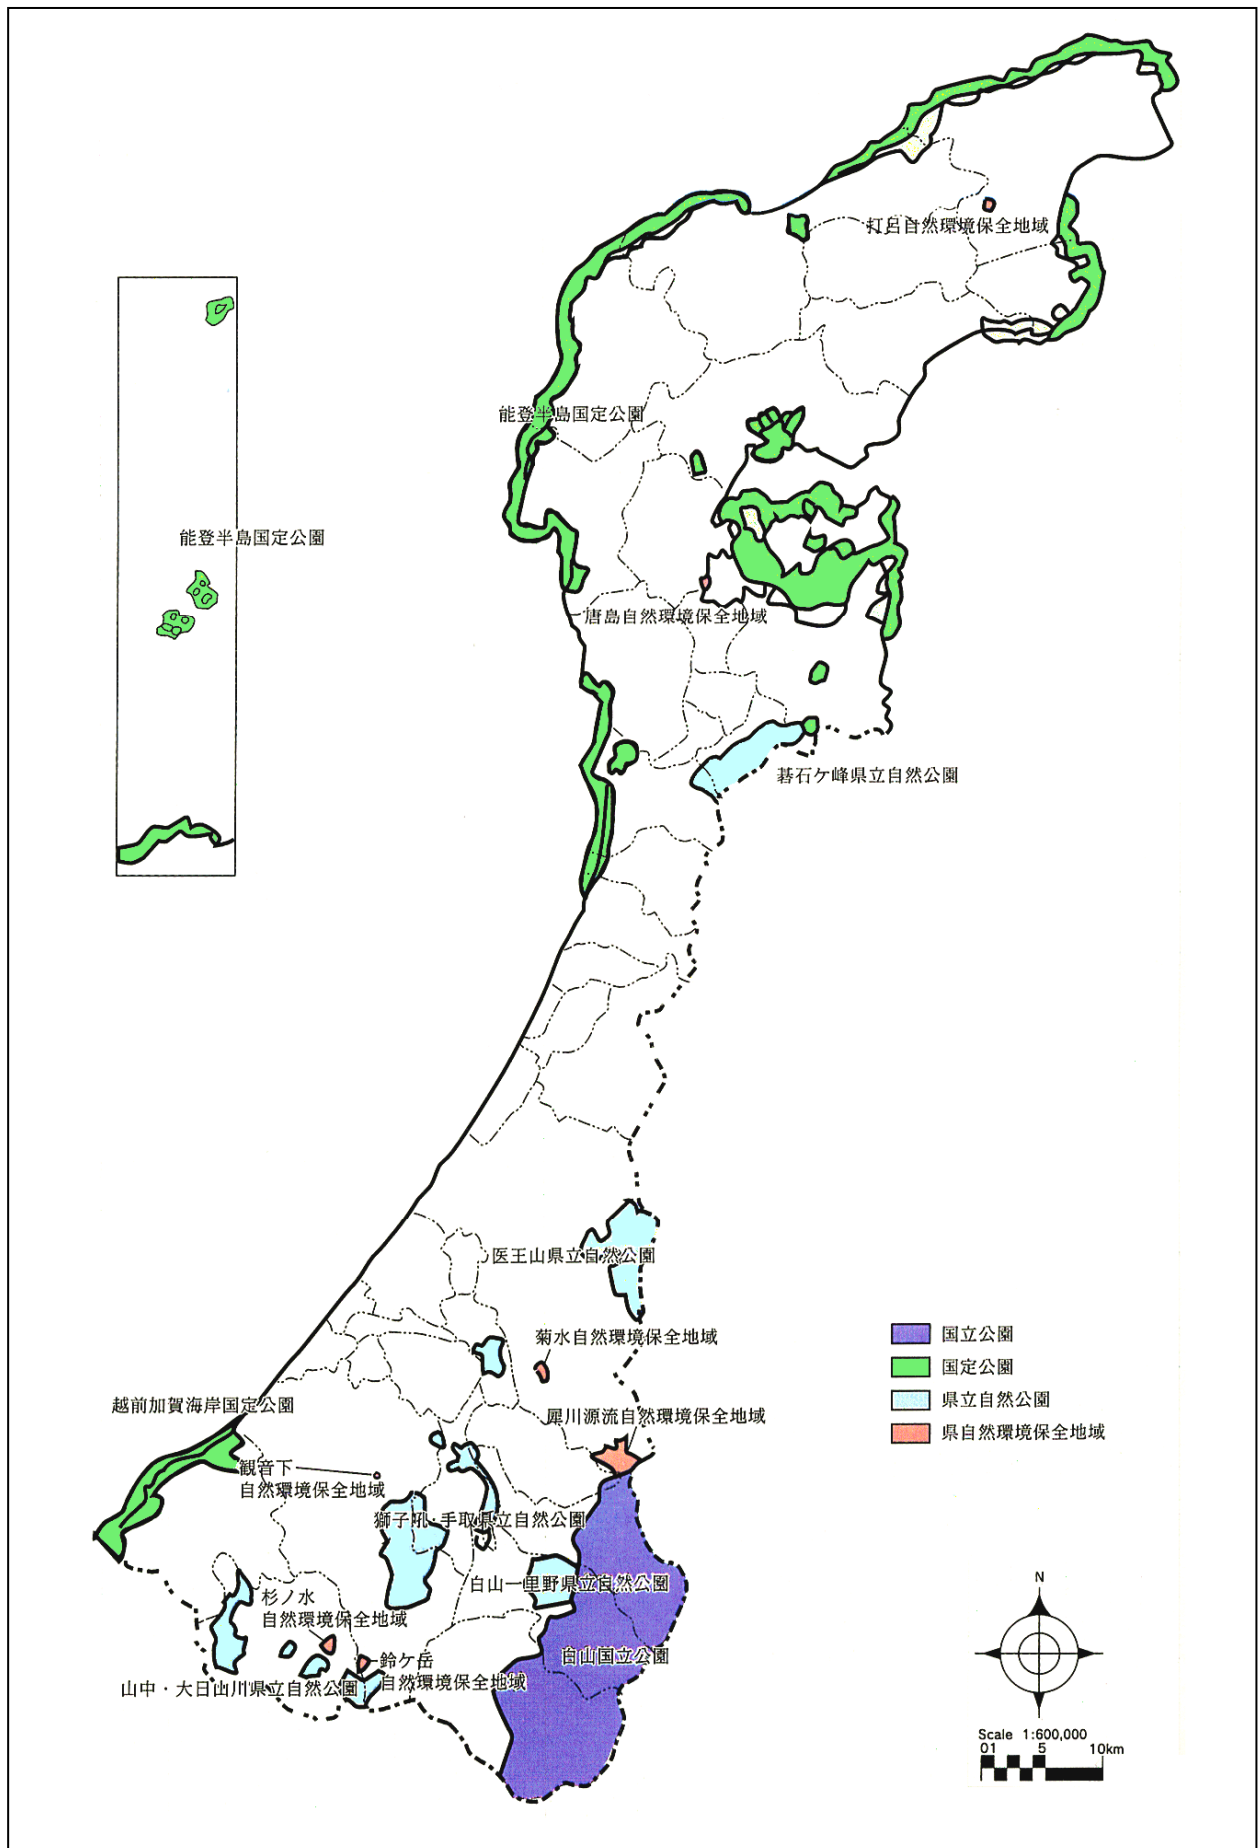 打呂自然環境保全地域
能登半島国定公園
能登半島国定公園
唐島自然環境保全地域
碁石ケ峰県立自然公園
医王山県立自然公園
菊水自然環境保全地域
国立公園
国定公園
県立自然公園
県自然環境保全地域
越前加賀海岸国定公園
犀川源流自然環境保全地域
観音下
自然環境保全地域
獅子吼・手取県立自然公園
白山一里野県立自然公園
杉ノ水
自然環境保全地域
白山国立公園
鈴ケ岳
自然環境保全地域
山中・大日山川県立自然公園
N
Scale 1:600,000
01 5 10km